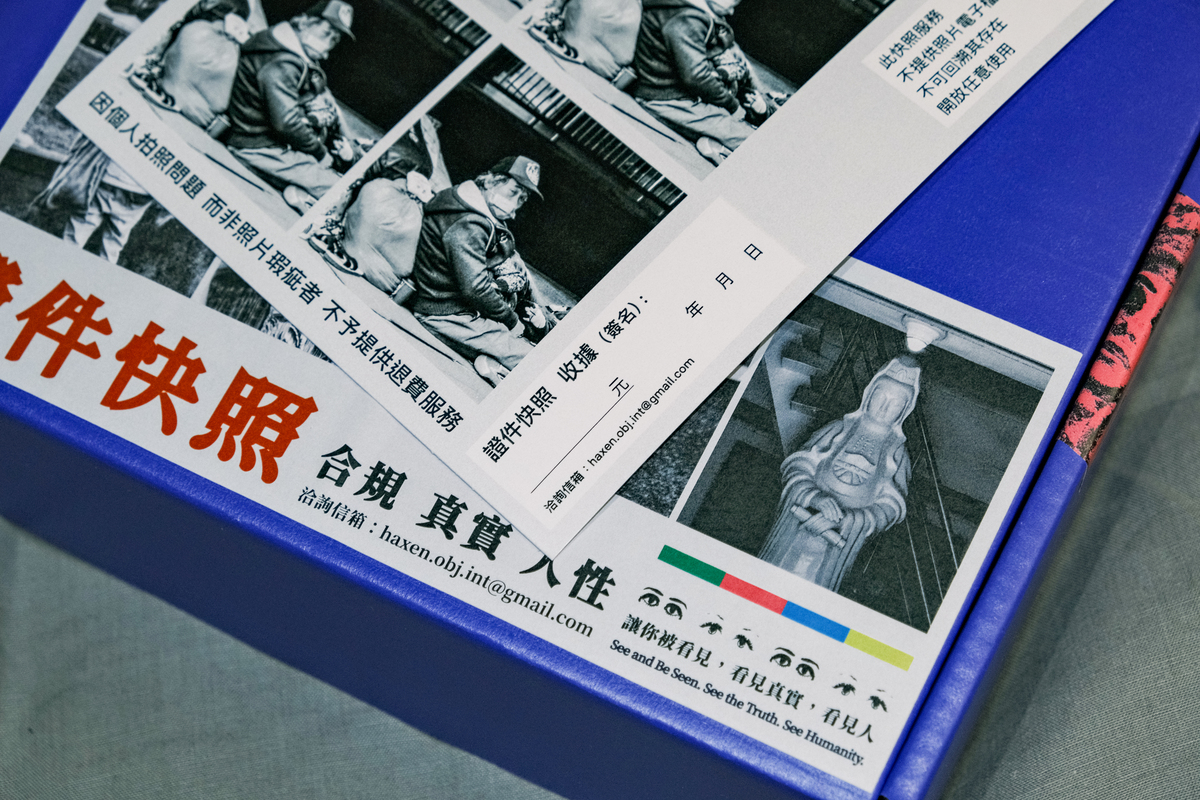 此快照服務
不提供照片電子檔
不可回溯其存在
開放任意使用
因個人拍照問題 而非照片瑕疵者 不予提供退費服務
證件快照 收據（簽名）：
元 年 月 日
洽詢信箱：haxen.obj.int@gmail.com
證件快照
合規 真實 人性
洽詢信箱：haxen.obj.int@gmail.com
讓你被看見，看見真實，看見人
See and Be Seen. See the Truth. See Humanity.